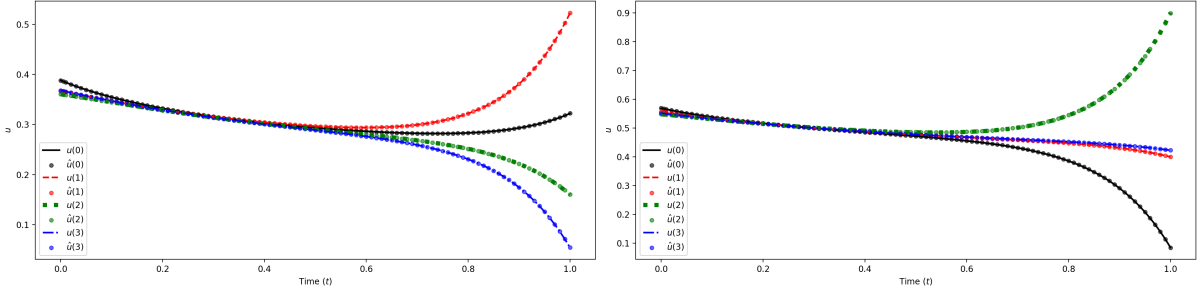 0.5
0.4
0.3
0.2
0.1
u
u(0)
û(0)
u(1)
û(1)
u(2)
û(2)
u(3)
û(3)
0.0 0.2 0.4 0.6 0.8 1.0
Time (t)
0.9
0.8
0.7
0.6
0.5
0.4
0.3
0.2
0.1
u
u(0)
û(0)
u(1)
û(1)
u(2)
û(2)
u(3)
û(3)
0.0 0.2 0.4 0.6 0.8 1.0
Time (t)